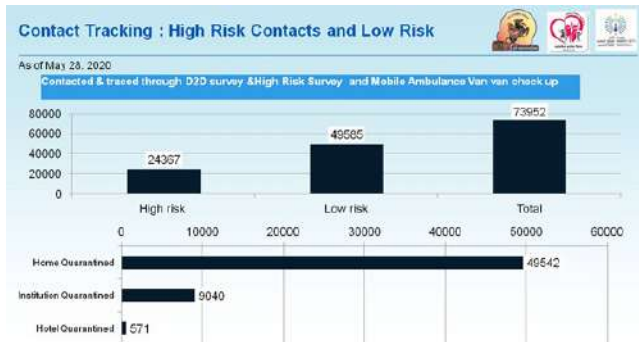 Contact Tracking : High Risk Contacts and Low Risk
As of May 28, 2020
Contacted & traced through D2D survey &High Risk Survey and Mobile Ambulance Van van check up
80000
60000
40000
20000
0
24367
49585
73952
High risk Low risk Total
0 10000 20000 30000 40000 50000 60000
Home Quarantined 49542
Institution Quarantined 9040
Hotel Quarantined 571